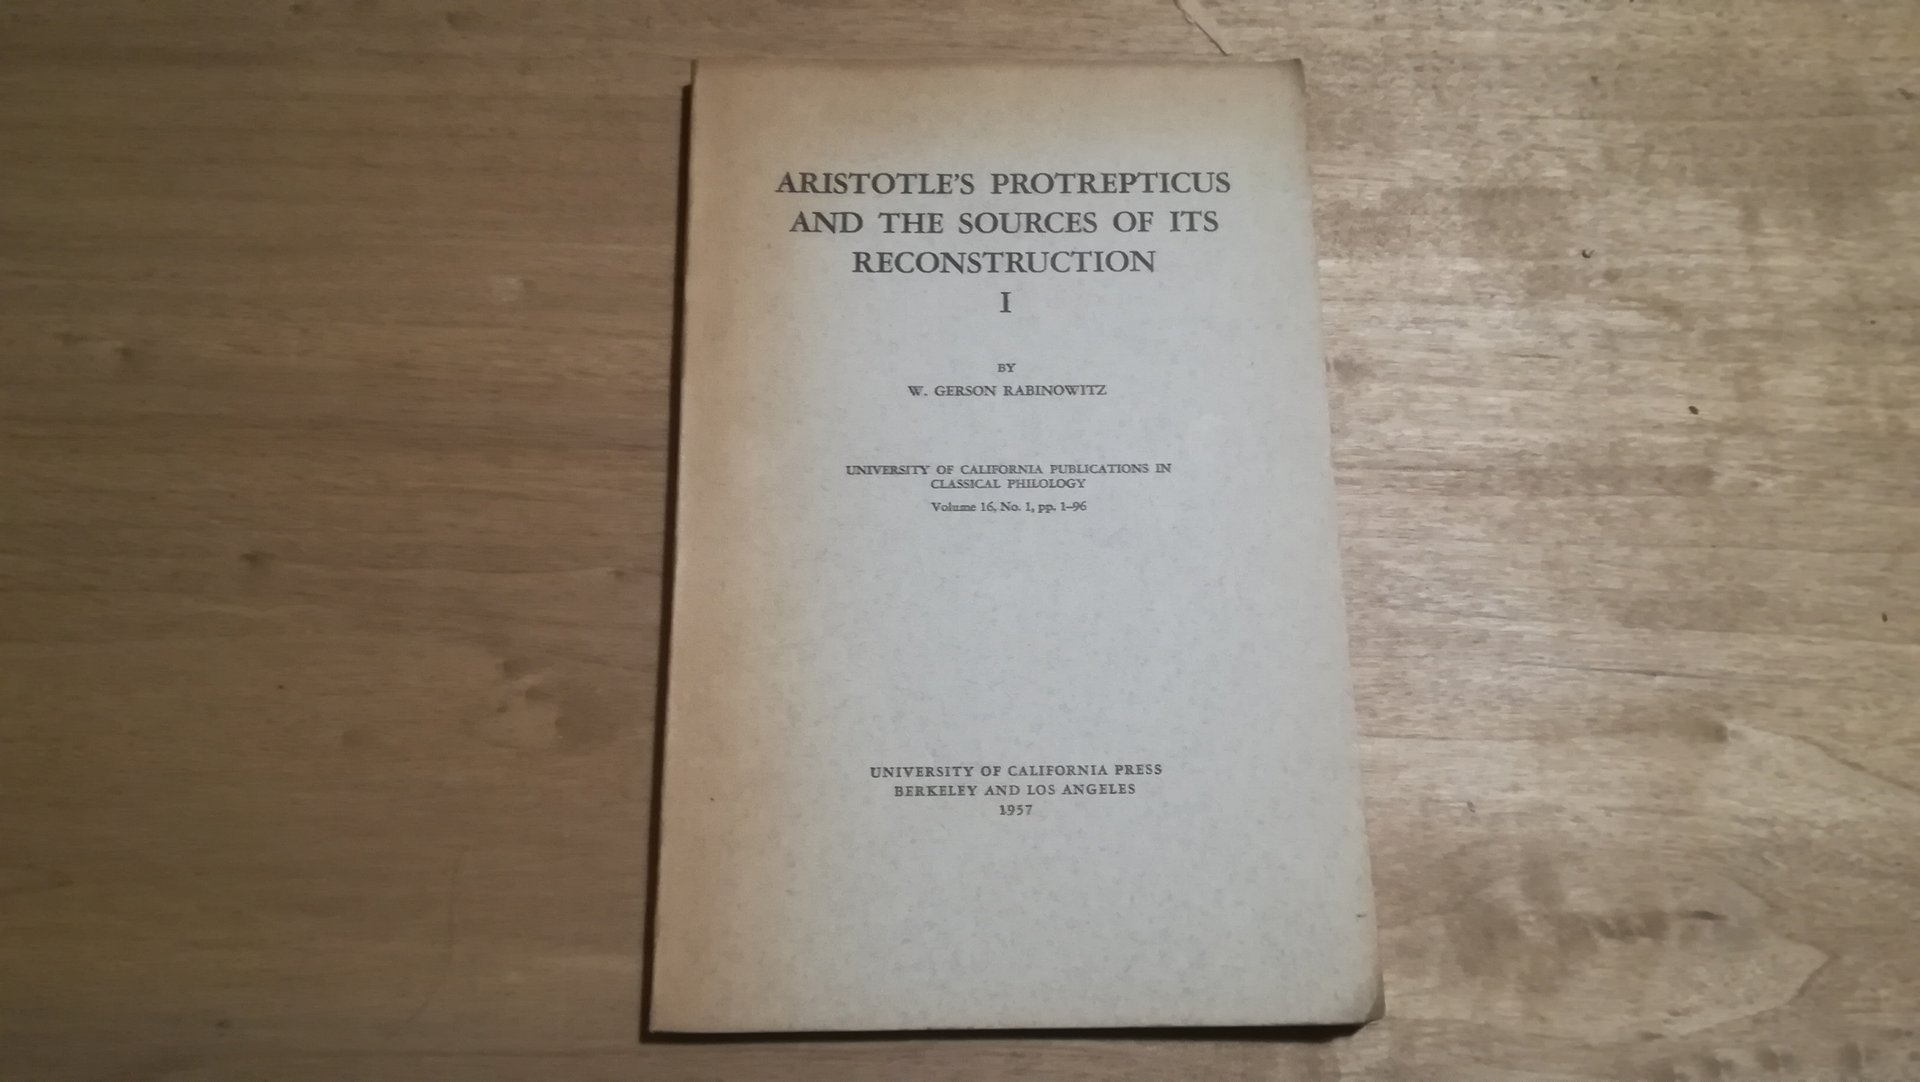 ARISTOTLE'S PROTREPTICUS
AND THE SOURCES OF ITS
RECONSTRUCTION
I
BY
W. GERSON RABINOWITZ
UNIVERSITY OF CALIFORNIA PUBLICATIONS IN
CLASSICAL PHILOLOGY
Volume 16, No. 1, pp. 1–96
UNIVERSITY OF CALIFORNIA PRESS
BERKELEY AND LOS ANGELES
1957